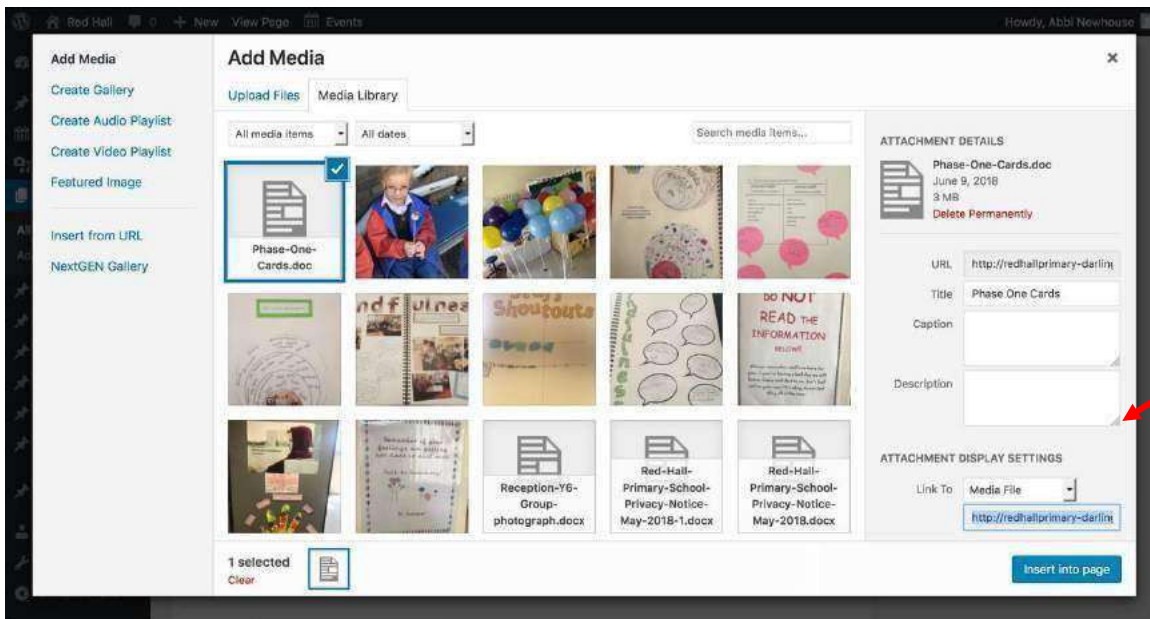 Red Hall 0 + New View Page Events
Howdy, Abbi Newhouse
Add Media
Create Gallery
Create Audio Playlist
Create Video Playlist
Featured Image
Insert from URL
NextGEN Gallery
Add Media
Upload Files Media Library
All media items All dates Search media items...
Phase-One-
Cards.doc
ndfulness
Shoutouts
DO NOT
READ THE
INFORMATION
Reception-Y6-
Group-
photograph.docx
Red-Hall-
Primary-School-
Privacy-Notice-
May-2018-1.docx
Red-Hall-
Primary-School-
Privacy-Notice-
May-2018.docx
1 selected
Clear
ATTACHMENT DETAILS
Phase-One-Cards.doc
June 9, 2018
3 MB
Delete Permanently
URL http://redhallprimary-darling
Title Phase One Cards
Caption
Description
ATTACHMENT DISPLAY SETTINGS
Link To Media File
http://redhallprimary-darling
Insert into page